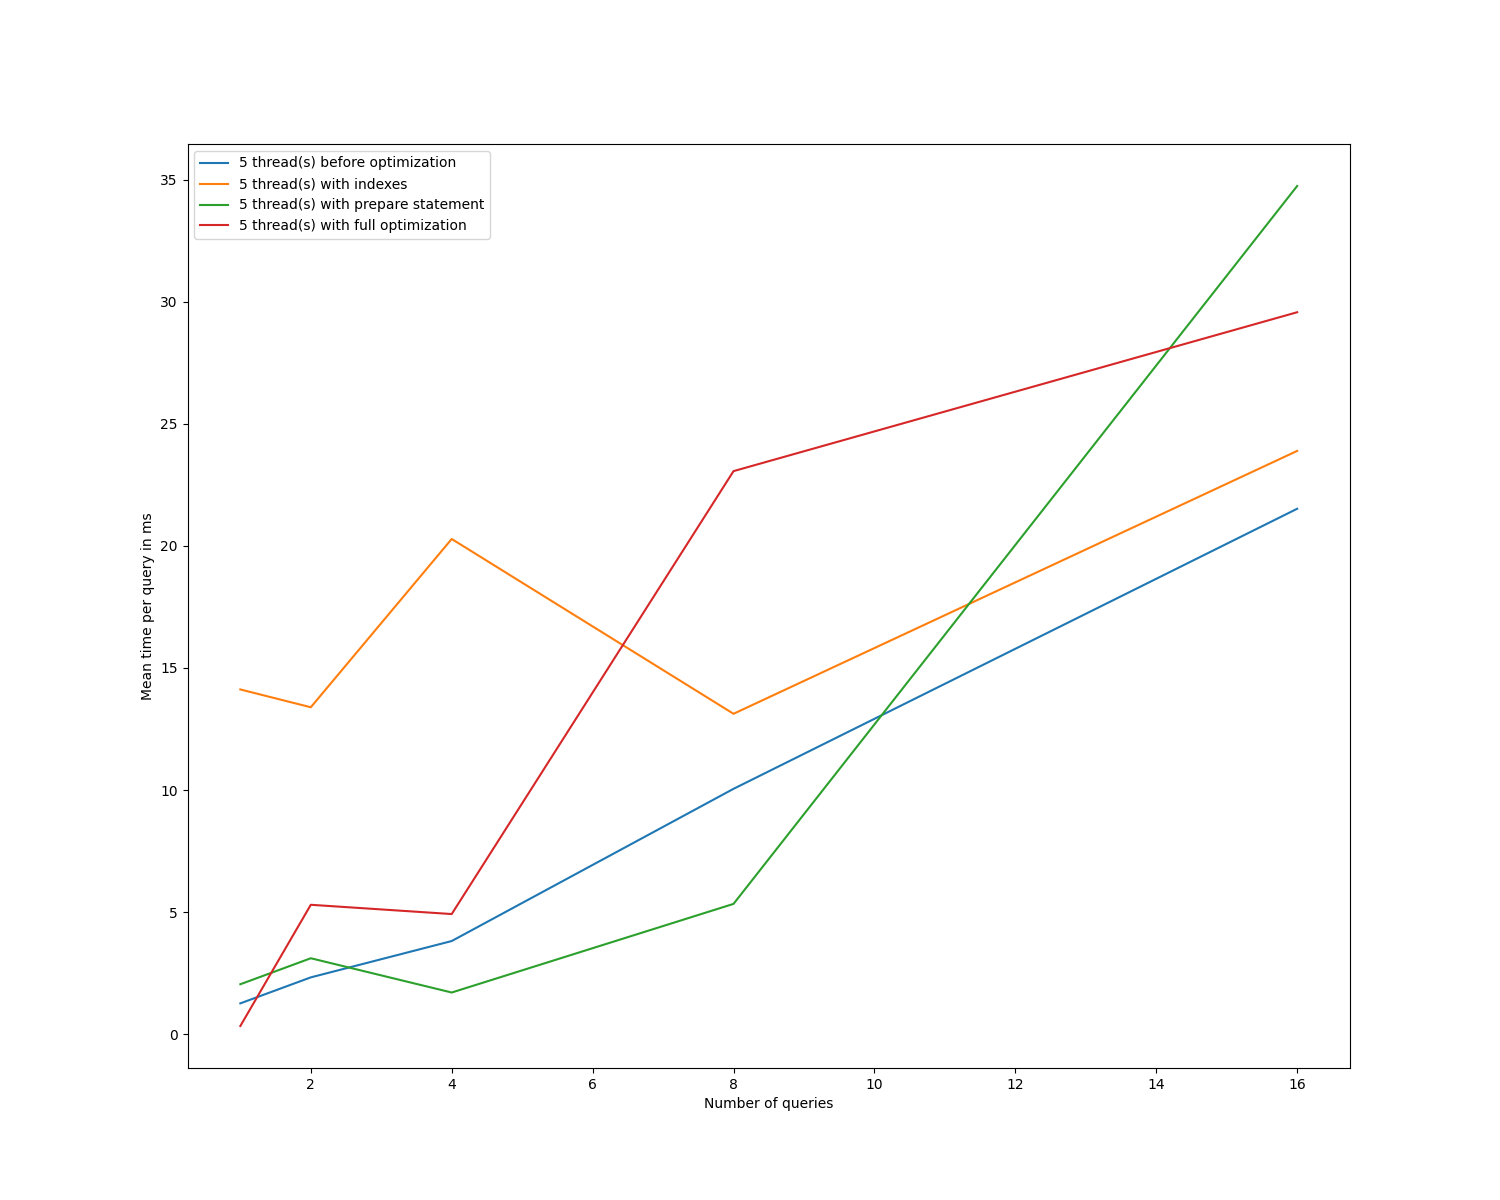 5 thread(s) before optimization
5 thread(s) with indexes
5 thread(s) with prepare statement
5 thread(s) with full optimization
35
30
25
20
15
10
5
0
Mean time per query in ms
2 4 6 8 10 12 14 16
Number of queries